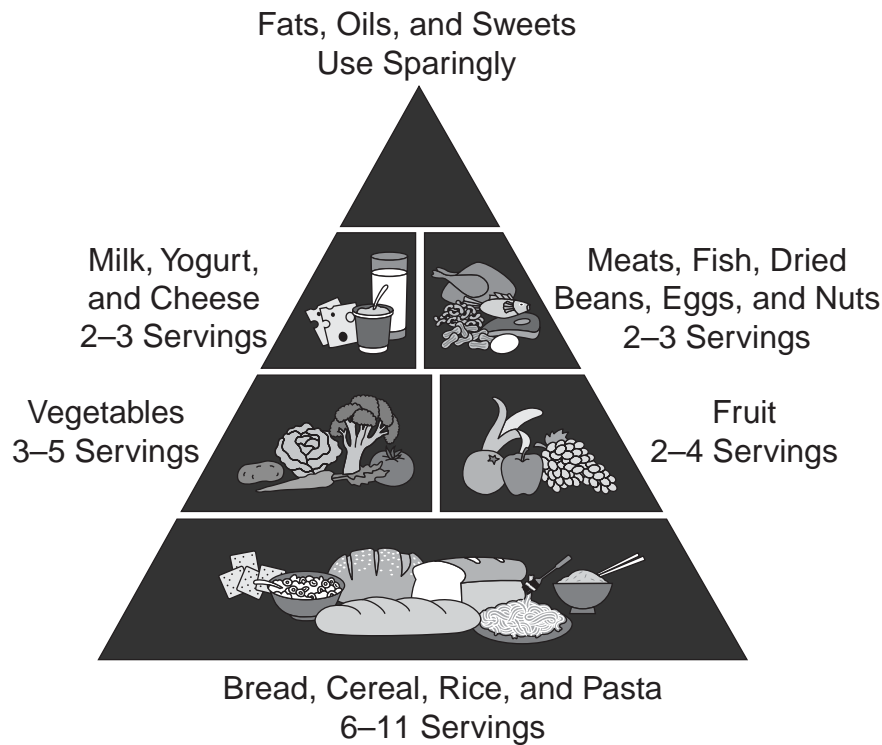 Fats, Oils, and Sweets
Use Sparingly
Milk, Yogurt,
and Cheese
2–3 Servings
Meats, Fish, Dried
Beans, Eggs, and Nuts
2–3 Servings
Vegetables
3–5 Servings
Fruit
2–4 Servings
Bread, Cereal, Rice, and Pasta
6–11 Servings